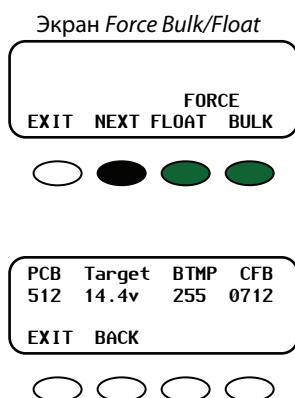 Экран Force Bulk/Float
FORCE
EXIT NEXT FLOAT BULK
PCB Target BTMP CFB
512 14.4v 255 0712
EXIT BACK